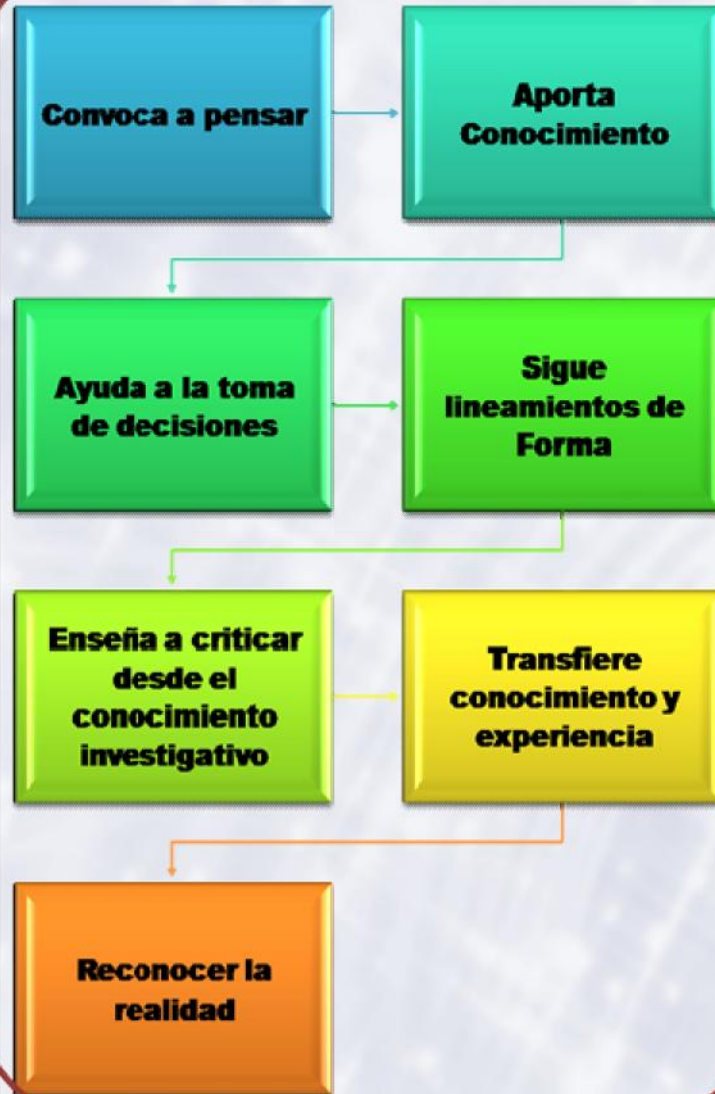 Convoca a pensar
Aporta
Conocimiento
Ayuda a la toma
de decisiones
Sigue
lineamientos de
Forma
Enseña a criticar
desde el
conocimiento
investigativo
Transfiere
conocimiento y
experiencia
Reconocer la
realidad